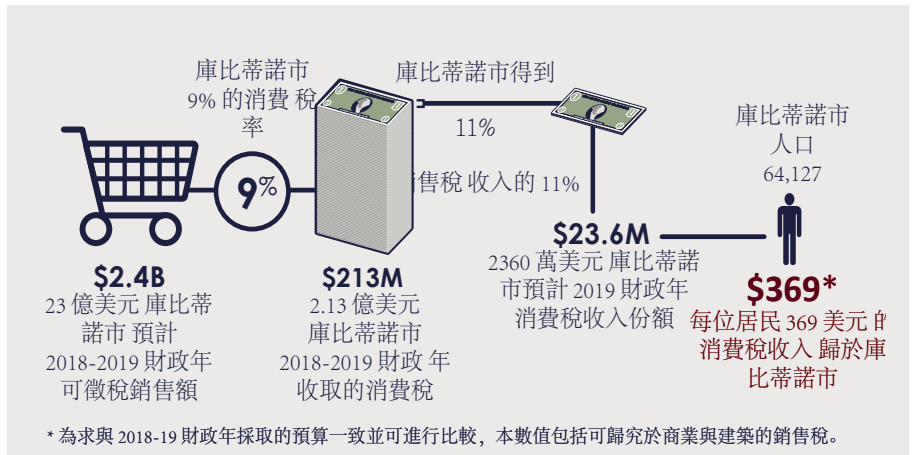 庫比蒂諾市
9% 的消費 稅
率
庫比蒂諾市得到
11%
售稅 收入的 11%
庫比蒂諾市
人口
64,127
9%
$2.4B
23 億美元 庫比蒂
諾市 預計
2018-2019 財政年
可徵稅銷售額
$213M
2.13 億美元
庫比蒂諾市
2018-2019 財政 年
收取的消費稅
$23.6M
2360 萬美元 庫比蒂諾
市預計 2019 財政年
消費稅收入份額
$369*
每位居民 369 美元 的
消費稅收入 歸於庫
比蒂諾市
* 為求與 2018-19 財政年採取的預算一致並可進行比較，本數值包括可歸究於商業與建築的銷售稅。